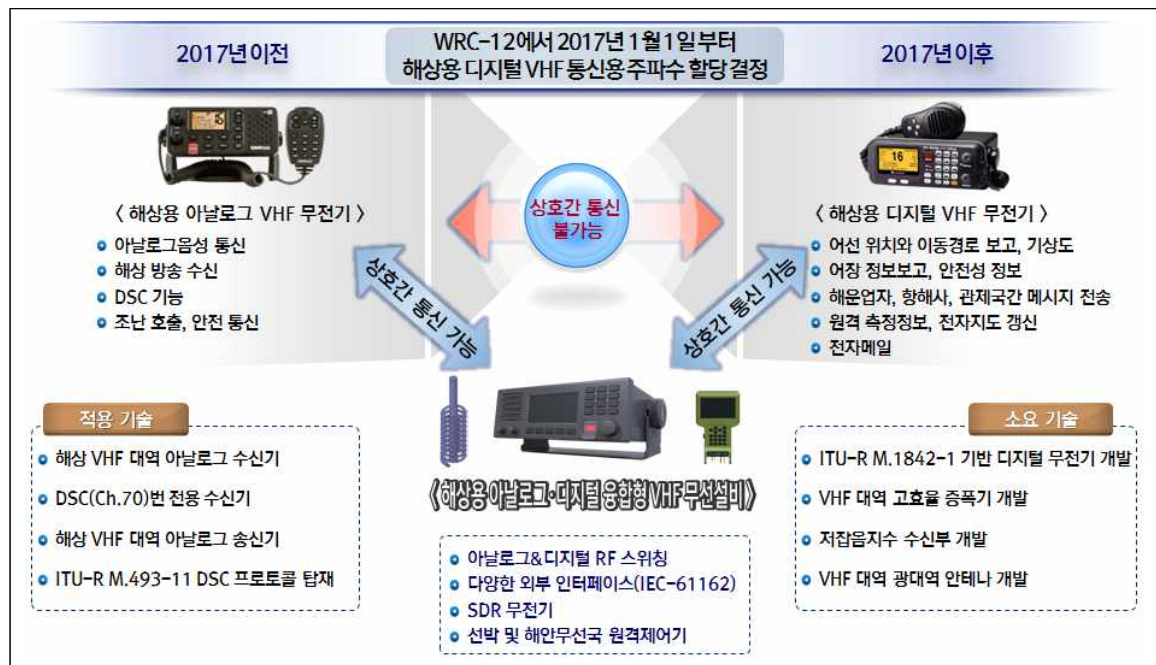 2017년 이전
WRC-12에서 2017년 1월 1일 부터
해상용 디지털 VHF 통신용 주파수 할당 결정
2017년 이후
〈 해상용 아날로그 VHF 무전기 〉
아날로그음성 통신
해상 방송 수신
DSC 기능
조난 호출, 안전 통신
상호간 통신
불가능
16
〈 해상용 디지털 VHF 무전기 〉
어선 위치와 이동경로 보고, 기상도
어장 정보보고, 안전성 정보
해운업자, 항해사, 관제국간 메시지 전송
원격 측정정보, 전자지도 갱신
전자메일
상호간 통신 가능
상호간 통신 가능
적용 기술
해상 VHF 대역 아날로그 수신기
DSC(Ch.70)번 전용 수신기
해상 VHF 대역 아날로그 송신기
ITU-R M.493-11 DSC 프로토콜 탑재
《해상용 아날로그·디지털 융합형 VHF 무선설비》
아날로그&디지털 RF 스위칭
다양한 외부 인터페이스(IEC-61162)
SDR 무전기
선박 및 해안무선국 원격제어기
소요 기술
ITU-R M.1842-1 기반 디지털 무전기 개발
VHF 대역 고효율 증폭기 개발
저잡음지수 수신부 개발
VHF 대역 광대역 안테나 개발